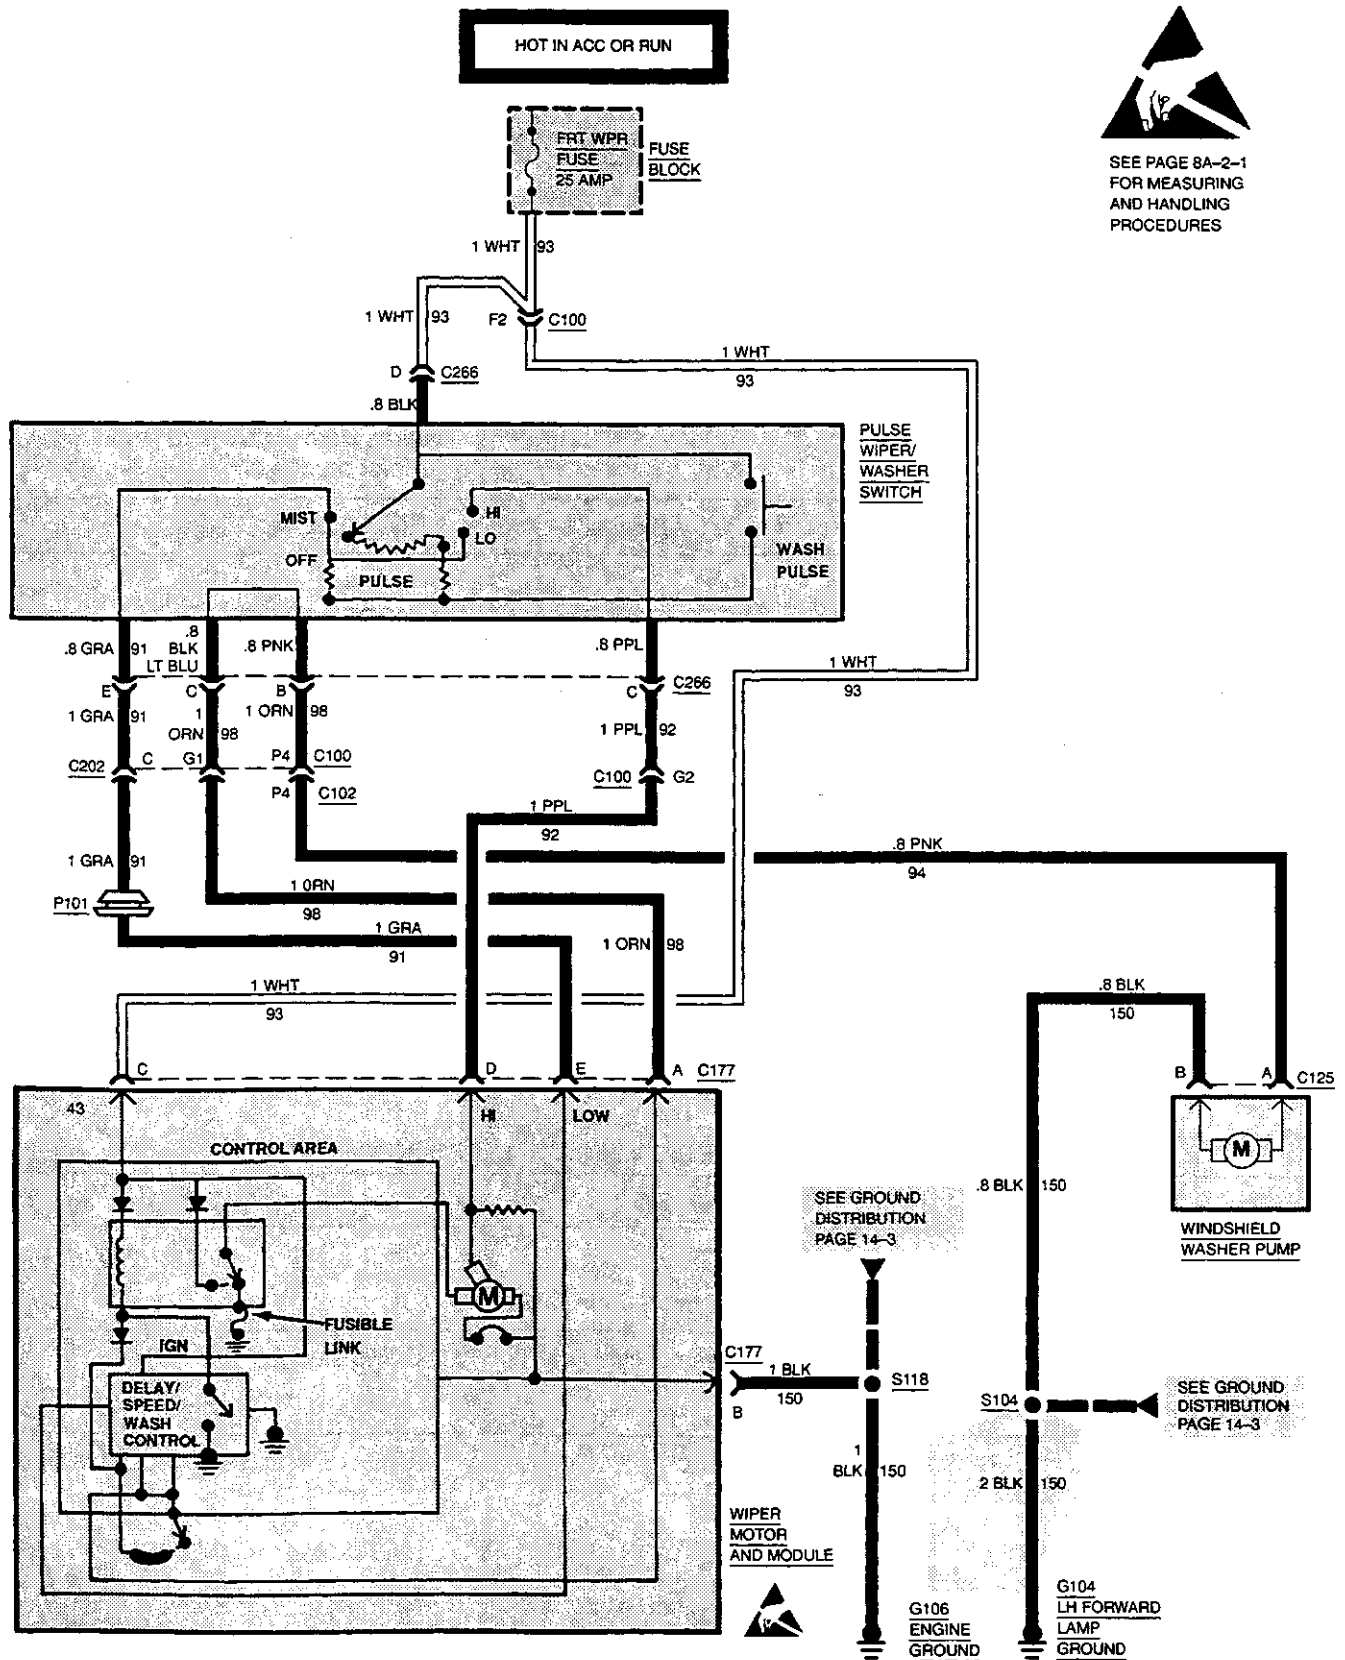 HOT IN ACC OR RUN
FRT WPR
FUSE
25 AMP
FUSE
BLOCK
SEE PAGE 8A-2-1
FOR MEASURING
AND HANDLING
PROCEDURES
1 WHT 93
1 WHT 93
F2 C100
1 WHT
93
D C266
.8 BLK
PULSE
WIPER/
WASHER
SWITCH
MIST
HI
LO
OFF
PULSE
WASH
PULSE
.8 GRA 91
.8
BLK
LT BLU
.8 PNK
.8 PPL
1 WHT
93
E C B C C266
1 GRA 91
1
ORN 98
1 ORN 98
1 PPL 92
C202 C G1 P4 C100
C100 G2
P4 C102
1 PPL
92
.8 PNK
94
1 GRA 91
P101
1 ORN
98
1 GRA
91
1 ORN 98
1 WHT
93
.8 BLK
150
C D E A C177
B A C125
43
HI
LOW
CONTROL AREA
M
M
.8 BLK 150
SEE GROUND
DISTRIBUTION
PAGE 14-3
WINDSHIELD
WASHER PUMP
FUSIBLE
LINK
IGN
DELAY/
SPEED/
WASH
CONTROL
C177
B
1 BLK
150
S118
S104
SEE GROUND
DISTRIBUTION
PAGE 14-3
1
BLK 150
2 BLK 150
WIPER
MOTOR
AND MODULE
G106
ENGINE
GROUND
G104
LH FORWARD
LAMP
GROUND